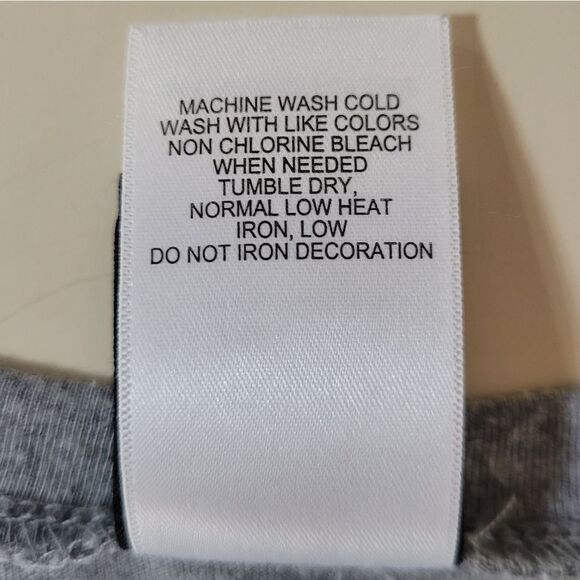 MACHINE WASH COLD
WASH WITH LIKE COLORS
NON CHLORINE BLEACH
WHEN NEEDED
TUMBLE DRY,
NORMAL LOW HEAT
IRON, LOW
DO NOT IRON DECORATION